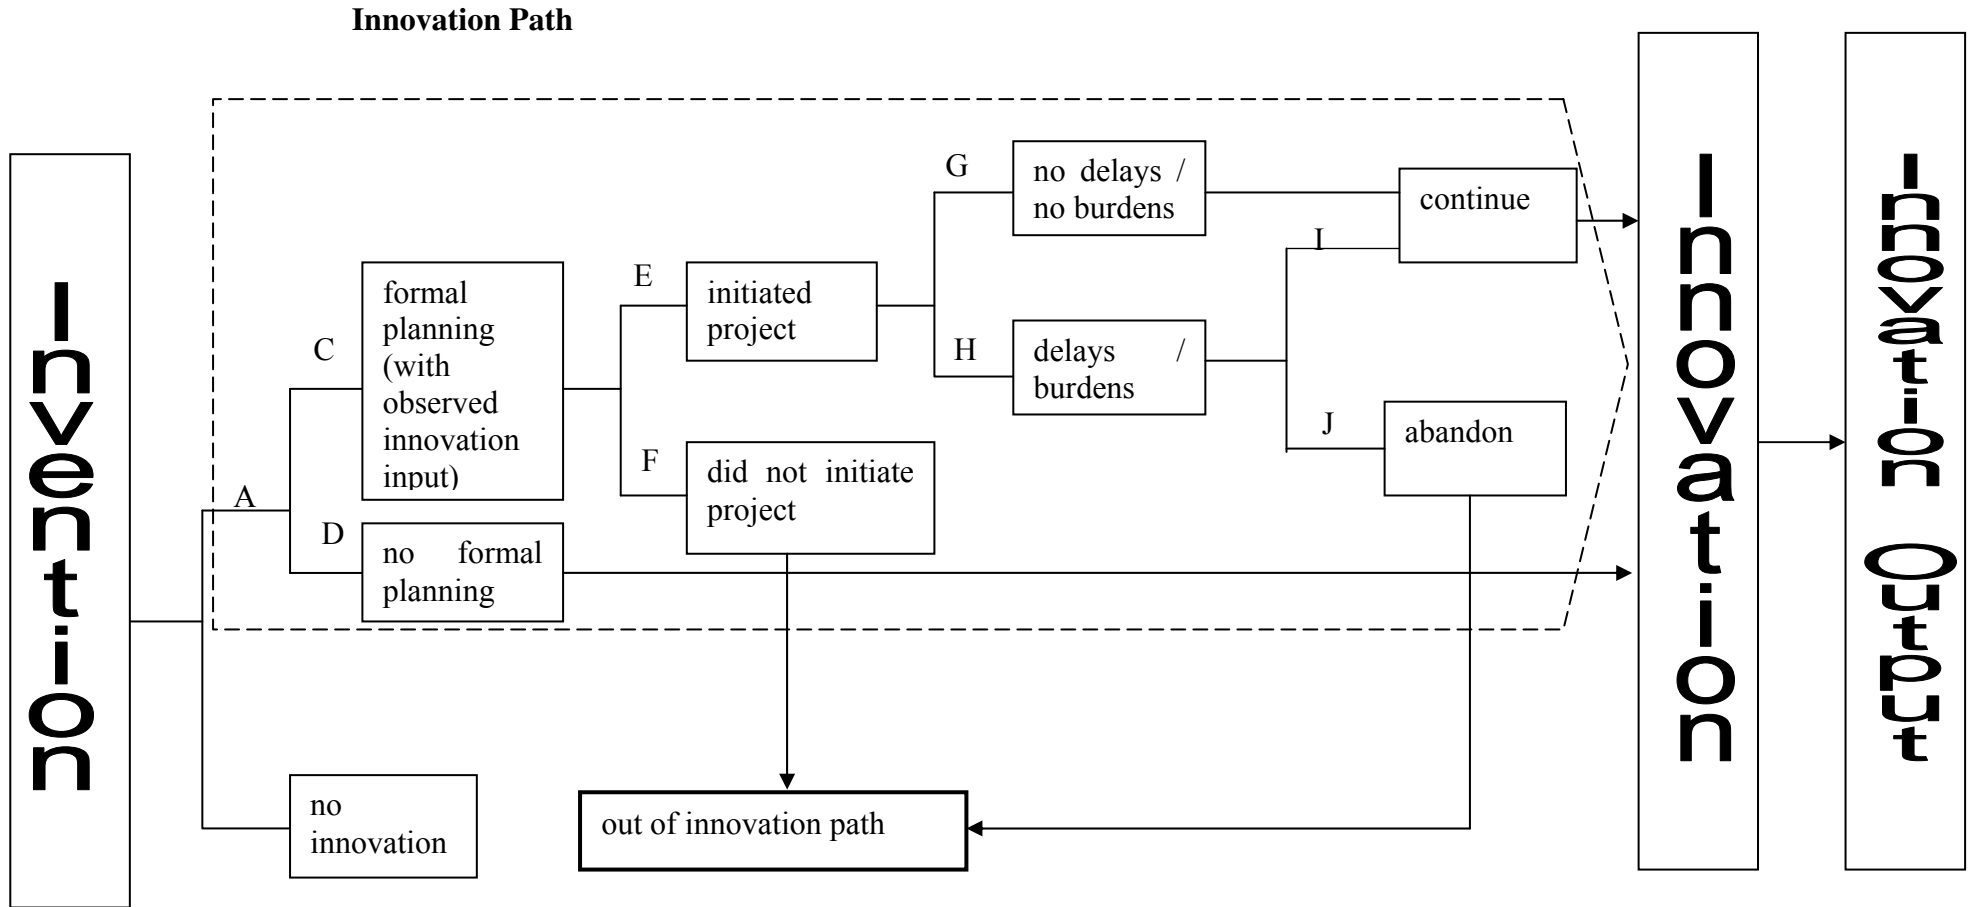 Innovation Path
Invention
A
C
formal
planning
(with
observed
innovation
input)
D
no formal
planning
no
innovation
E
initiated
project
F
did not initiate
project
out of innovation path
G
no delays /
no burdens
H
delays /
burdens
I
continue
J
abandon
Innovation
Innovation Output